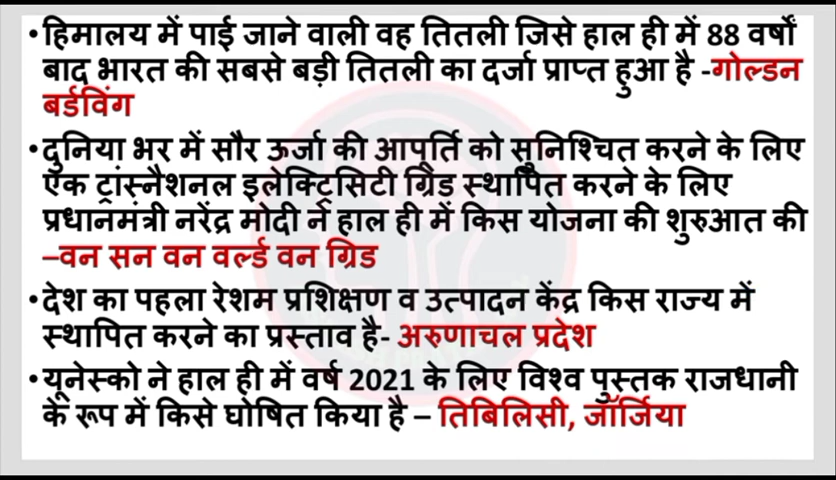 •हिमालय में पाई जाने वाली वह तितली जिसे हाल ही में 88 वर्षों
बाद भारत की सबसे बड़ी तितली का दर्जा प्राप्त हुआ है -गोल्डन
बर्डविंग
•दुनिया भर में सौर ऊर्जा की आपूर्ति को सुनिश्चित करने के लिए
एक ट्रांस्नैशनल इलेक्ट्रिसिटी ग्रिड स्थापित करने के लिए
प्रधानमंत्री नरेंद्र मोदी ने हाल ही में किस योजना की शुरुआत की
–वन सन वन वर्ल्ड वन ग्रिड
•देश का पहला रेशम प्रशिक्षण व उत्पादन केंद्र किस राज्य में
स्थापित करने का प्रस्ताव है- अरुणाचल प्रदेश
•यूनेस्को ने हाल ही में वर्ष 2021 के लिए विश्व पुस्तक राजधानी
के रूप में किसे घोषित किया है – तिबिलिसी, जॉर्जिया